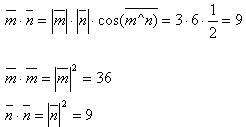 m̅ · n̅ = |m̅| · |n̅| · cos(m^n) = 3 · 6 · 1/2 = 9
m̅ · m̅ = |m̅|² = 36
n̅ · n̅ = |n̅|² = 9